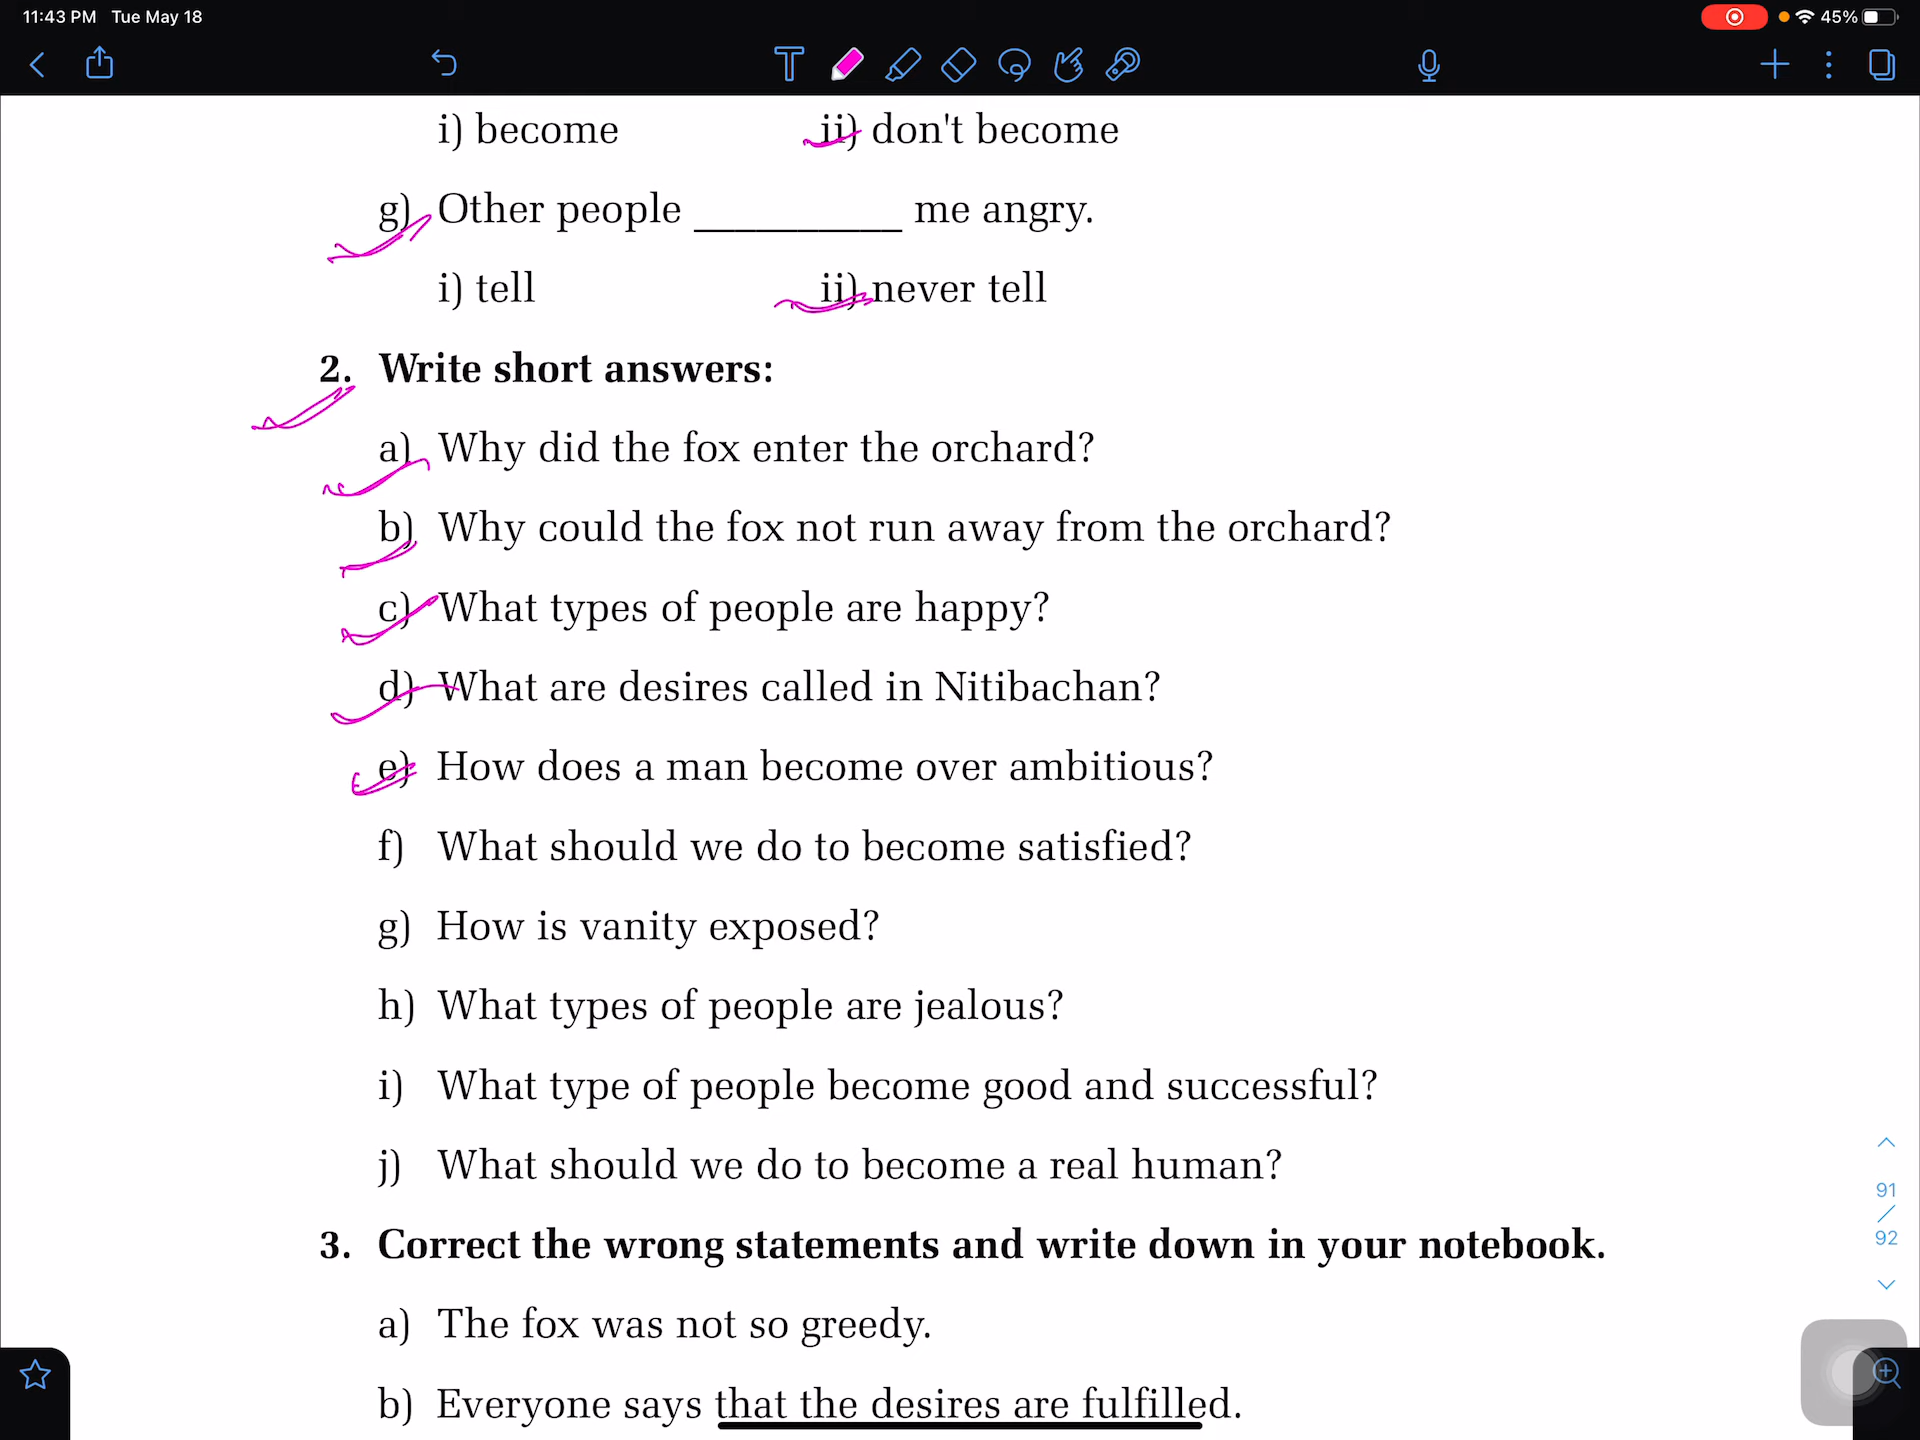 11:43 PM Tue May 18
45%
i) become ii) don't become
g) Other people __________ me angry.
i) tell ii) never tell
2. Write short answers:
a) Why did the fox enter the orchard?
b) Why could the fox not run away from the orchard?
c) What types of people are happy?
d) What are desires called in Nitibachan?
e) How does a man become over ambitious?
f) What should we do to become satisfied?
g) How is vanity exposed?
h) What types of people are jealous?
i) What type of people become good and successful?
j) What should we do to become a real human?
91
/
92
3. Correct the wrong statements and write down in your notebook.
a) The fox was not so greedy.
b) Everyone says that the desires are fulfilled.